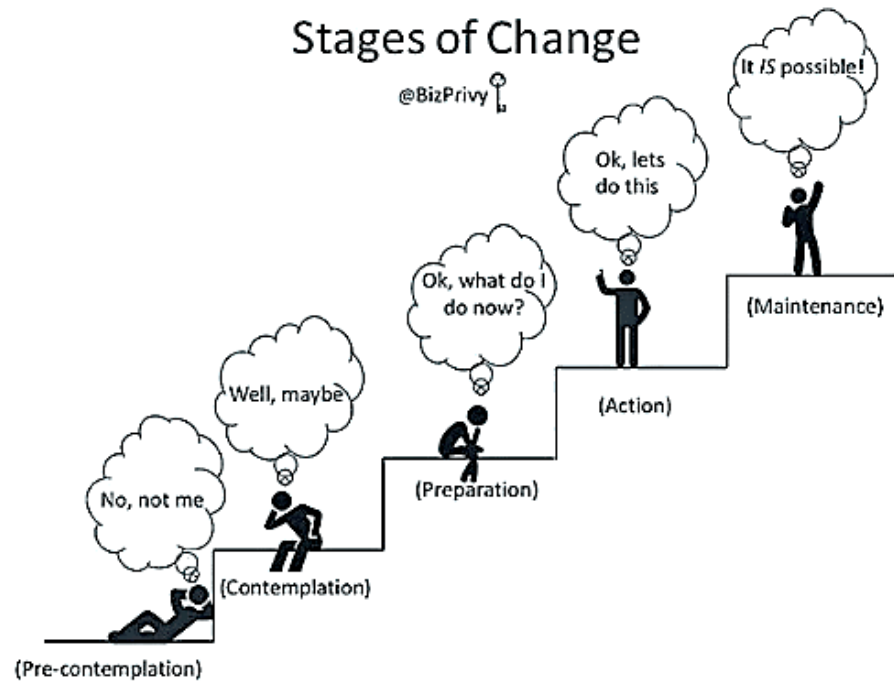 Stages of Change
@BizPrivy
It IS possible!
Ok, lets
do this
(Maintenance)
Ok, what do I
do now?
(Action)
Well, maybe
(Preparation)
No, not me
(Contemplation)
(Pre-contemplation)